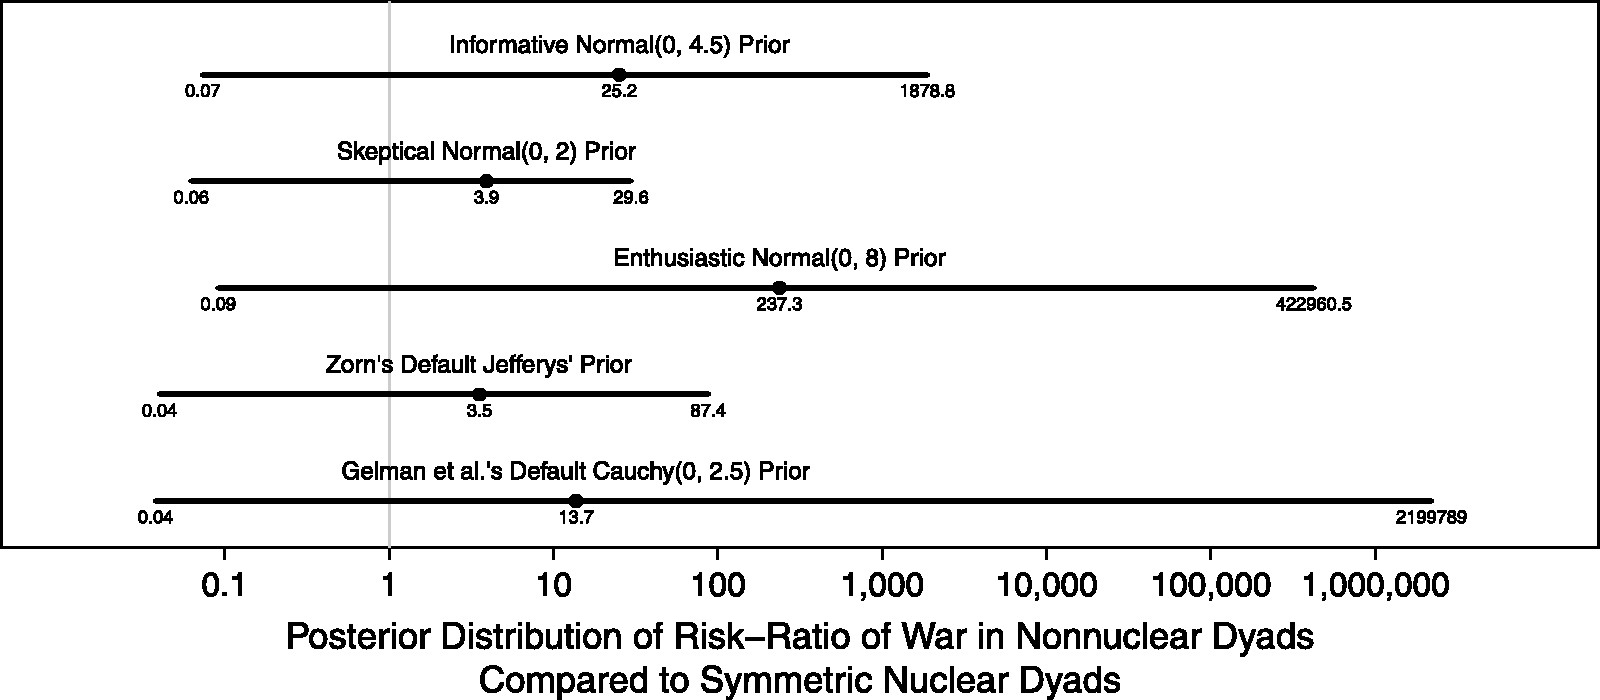 Informative Normal(0, 4.5) Prior
0.07 25.2 1878.8
Skeptical Normal(0, 2) Prior
0.06 3.9 29.6
Enthusiastic Normal(0, 8) Prior
0.09 237.3 422960.5
Zorn's Default Jefferys' Prior
0.04 3.5 87.4
Gelman et al.'s Default Cauchy(0, 2.5) Prior
0.04 13.7 2199789
0.1 1 10 100 1,000 10,000 100,000 1,000,000
Posterior Distribution of Risk−Ratio of War in Nonnuclear Dyads
Compared to Symmetric Nuclear Dyads